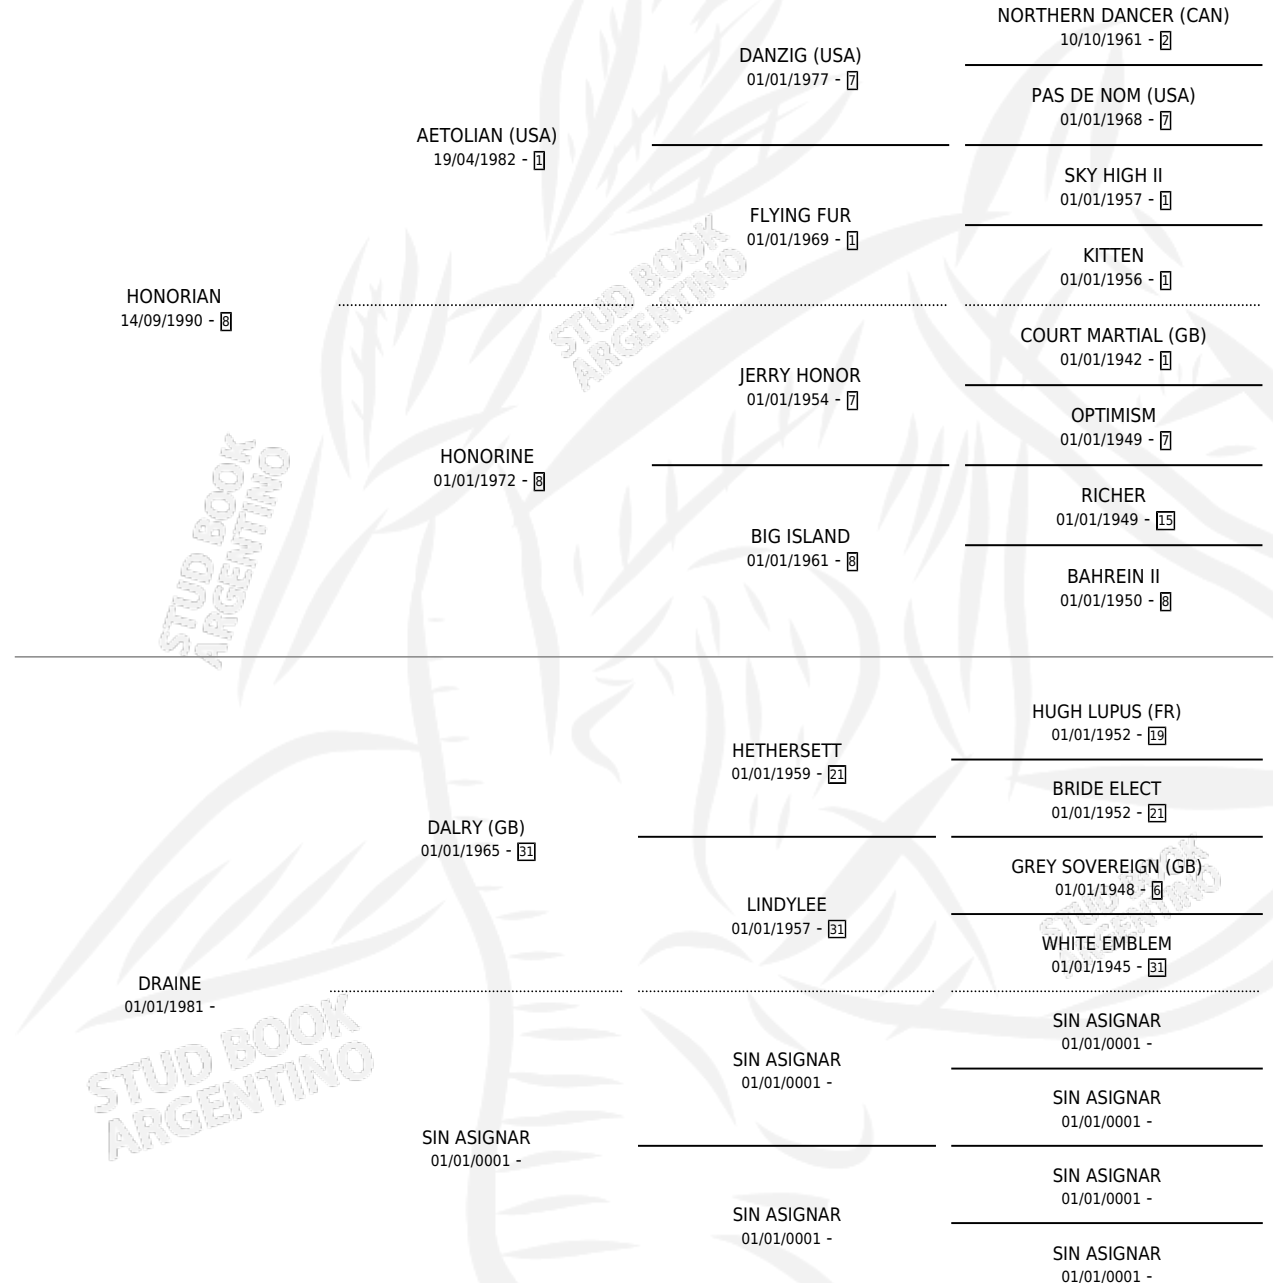 NORTHERN DANCER (CAN)
10/10/1961 - 2
DANZIG (USA)
01/01/1977 - 7
PAS DE NOM (USA)
01/01/1968 - 7
AETOLIAN (USA)
19/04/1982 - 1
SKY HIGH II
01/01/1957 - 1
FLYING FUR
01/01/1969 - 1
KITTEN
01/01/1956 - 1
HONORIAN
14/09/1990 - 8
COURT MARTIAL (GB)
01/01/1942 - 1
JERRY HONOR
01/01/1954 - 7
OPTIMISM
01/01/1949 - 7
HONORINE
01/01/1972 - 8
RICHER
01/01/1949 - 15
BIG ISLAND
01/01/1961 - 8
BAHREIN II
01/01/1950 - 8
HUGH LUPUS (FR)
01/01/1952 - 19
HETHERSETT
01/01/1959 - 21
BRIDE ELECT
01/01/1952 - 21
DALRY (GB)
01/01/1965 - 31
GREY SOVEREIGN (GB)
01/01/1948 - 6
LINDYLEE
01/01/1957 - 31
WHITE EMBLEM
01/01/1945 - 31
DRAINE
01/01/1981 -
SIN ASIGNAR
01/01/0001 -
SIN ASIGNAR
01/01/0001 -
SIN ASIGNAR
01/01/0001 -
SIN ASIGNAR
01/01/0001 -
SIN ASIGNAR
01/01/0001 -
SIN ASIGNAR
01/01/0001 -
SIN ASIGNAR
01/01/0001 -
STUD BOOK
ARGENTINO
STUD BOOK
ARGENTINO
STUD BOOK
ARGENTINO
STUD BOOK
ARGENTINO